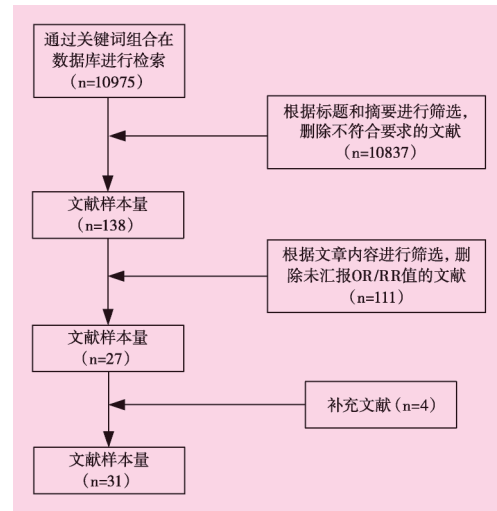 通过关键词组合在
数据库进行检索
（n=10975）
根据标题和摘要进行筛选，
删除不符合要求的文献
（n=10837）
文献样本量
（n=138）
根据文章内容进行筛选，删
除未汇报OR/RR值的文献
（n=111）
文献样本量
（n=27）
补充文献（n=4）
文献样本量
（n=31）